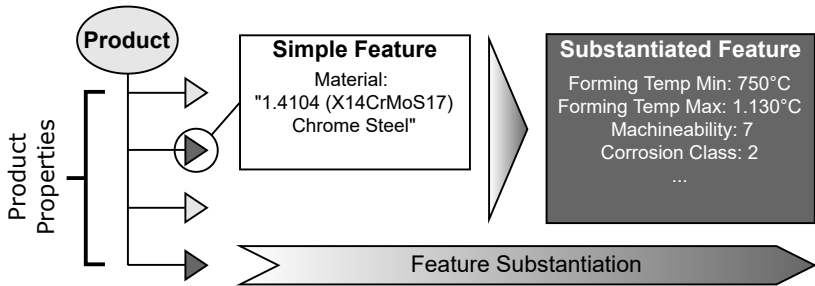 Product
Product
Properties
Simple Feature
Material:
"1.4104 (X14CrMoS17)
Chrome Steel"
Substantiated Feature
Forming Temp Min: 750°C
Forming Temp Max: 1.130°C
Machineability: 7
Corrosion Class: 2
...
Feature Substantiation